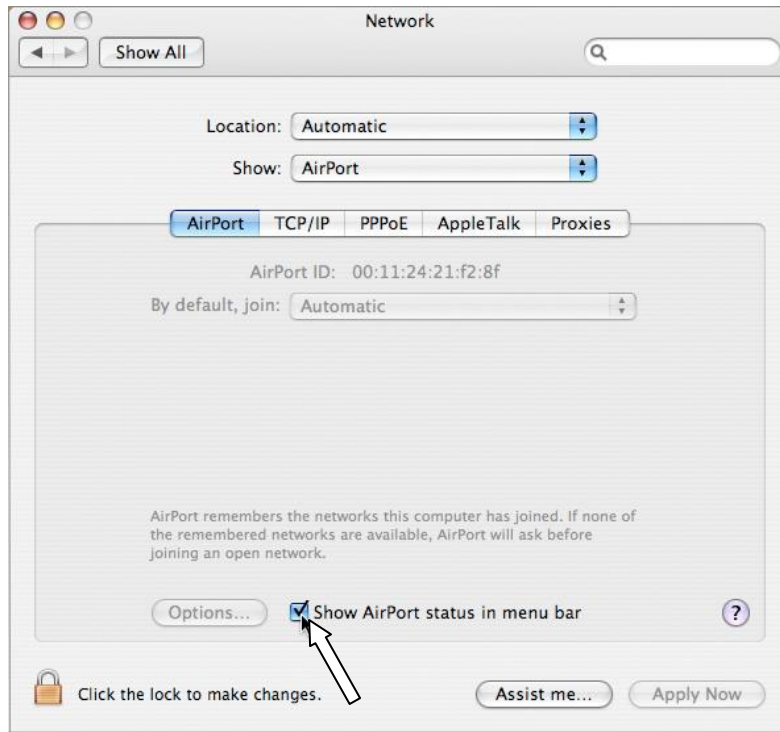 Network
Show All
Location: Automatic
Show: AirPort
AirPort TCP/IP PPPoE AppleTalk Proxies
AirPort ID: 00:11:24:21:f2:8f
By default, join: Automatic
AirPort remembers the networks this computer has joined. If none of
the remembered networks are available, AirPort will ask before
joining an open network.
Options... Show AirPort status in menu bar ?
Click the lock to make changes. Assist me... Apply Now